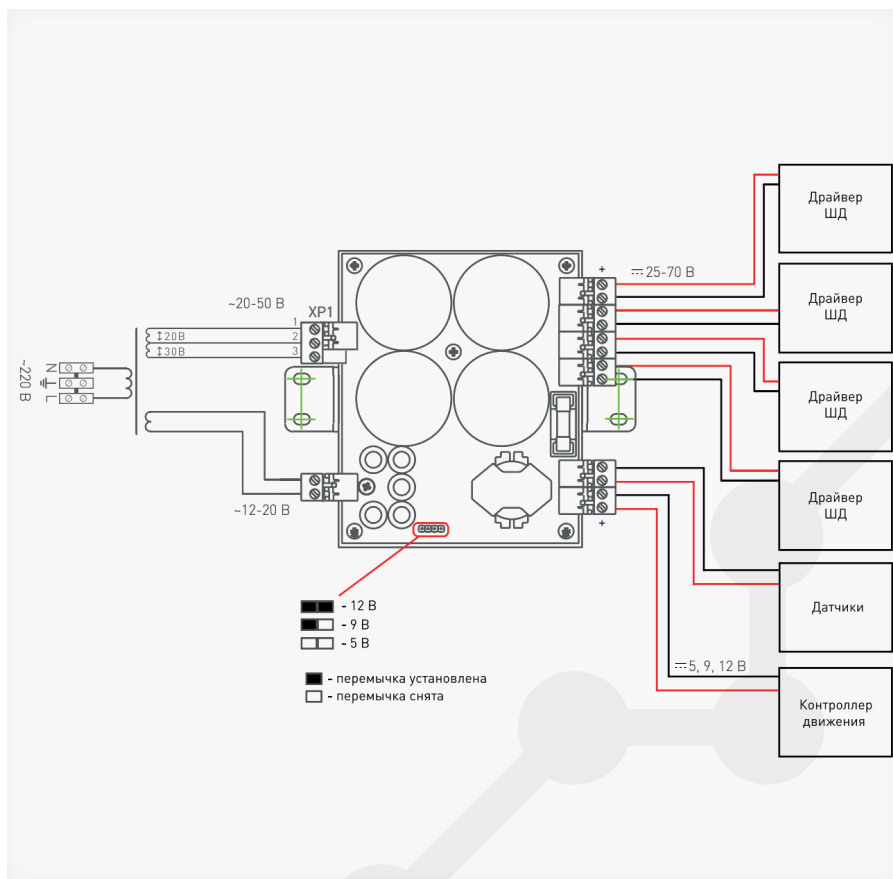 Драйвер
ШД
+
⎓25-70 В
Драйвер
ШД
~20-50 В
XP1
1
↕20В
2
↕30В
3
~220 В
N
L
Драйвер
ШД
Драйвер
ШД
~12-20 В
+
- 12 В
- 9 В
- 5 В
Датчики
- перемычка установлена
- перемычка снята
⎓5, 9, 12 В
Контроллер
движения